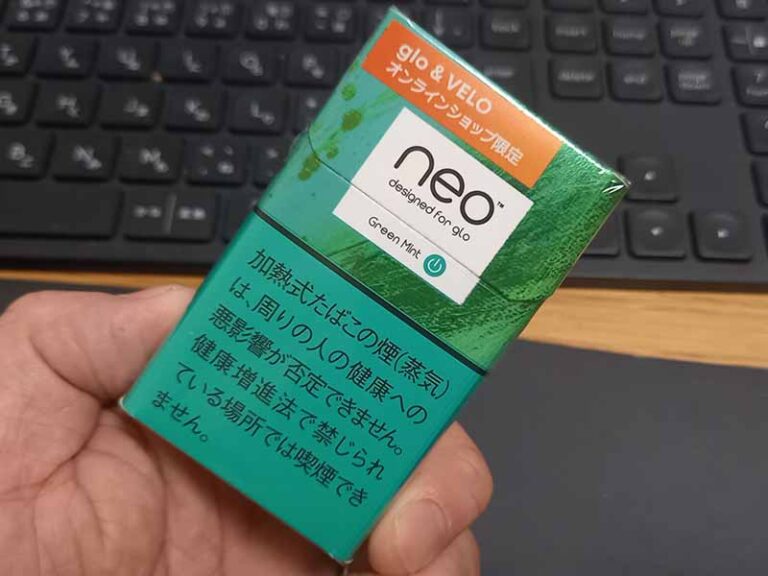 glo & VELO
オンラインショップ限定
neo™
designed for glo
Green Mint
加熱式たばこの煙(蒸気)
は、周りの人の健康への
悪影響が否定できません。
健康増進法で禁じられ
ている場所では喫煙でき
ません。